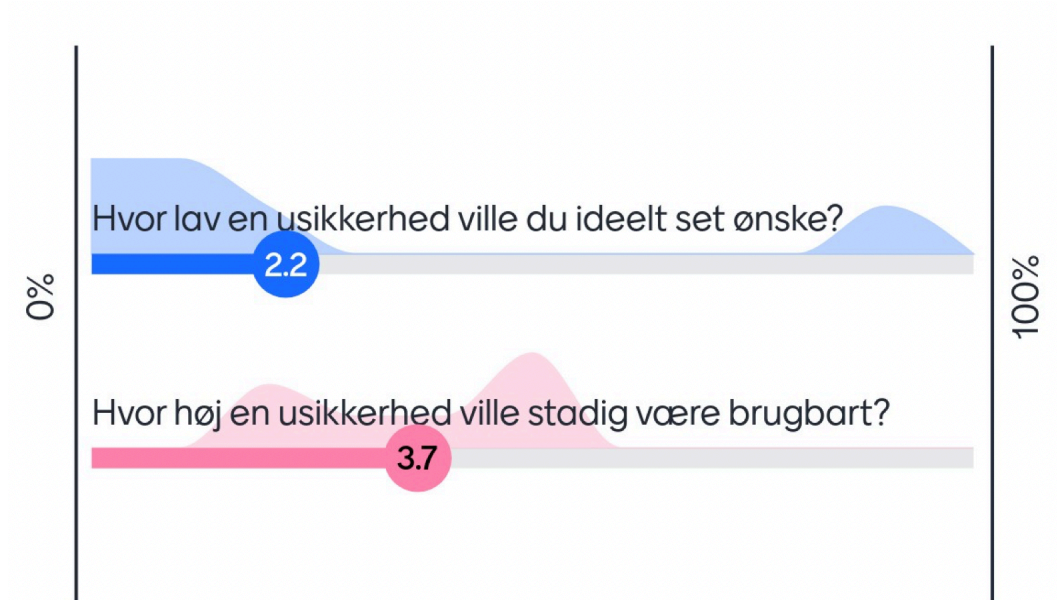 Hvor lav en usikkerhed ville du ideelt set ønske?
2.2
0%
100%
Hvor høj en usikkerhed ville stadig være brugbart?
3.7